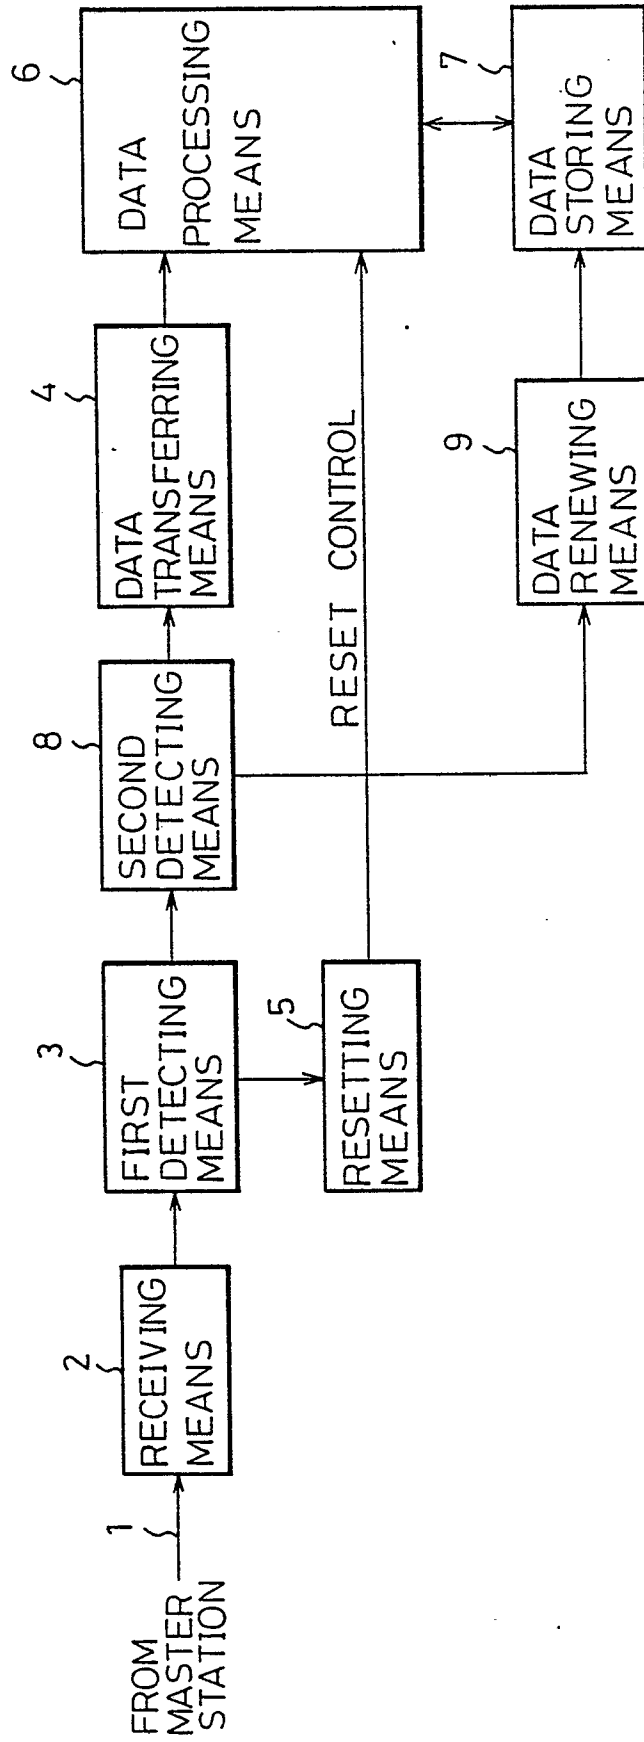 FROM
MASTER
STATION
1
2
RECEIVING
MEANS
3
FIRST
DETECTING
MEANS
5
RESETTING
MEANS
8
SECOND
DETECTING
MEANS
RESET CONTROL
4
DATA
TRANSFERRING
MEANS
9
DATA
RENEWING
MEANS
6
DATA
PROCESSING
MEANS
7
DATA
STORING
MEANS